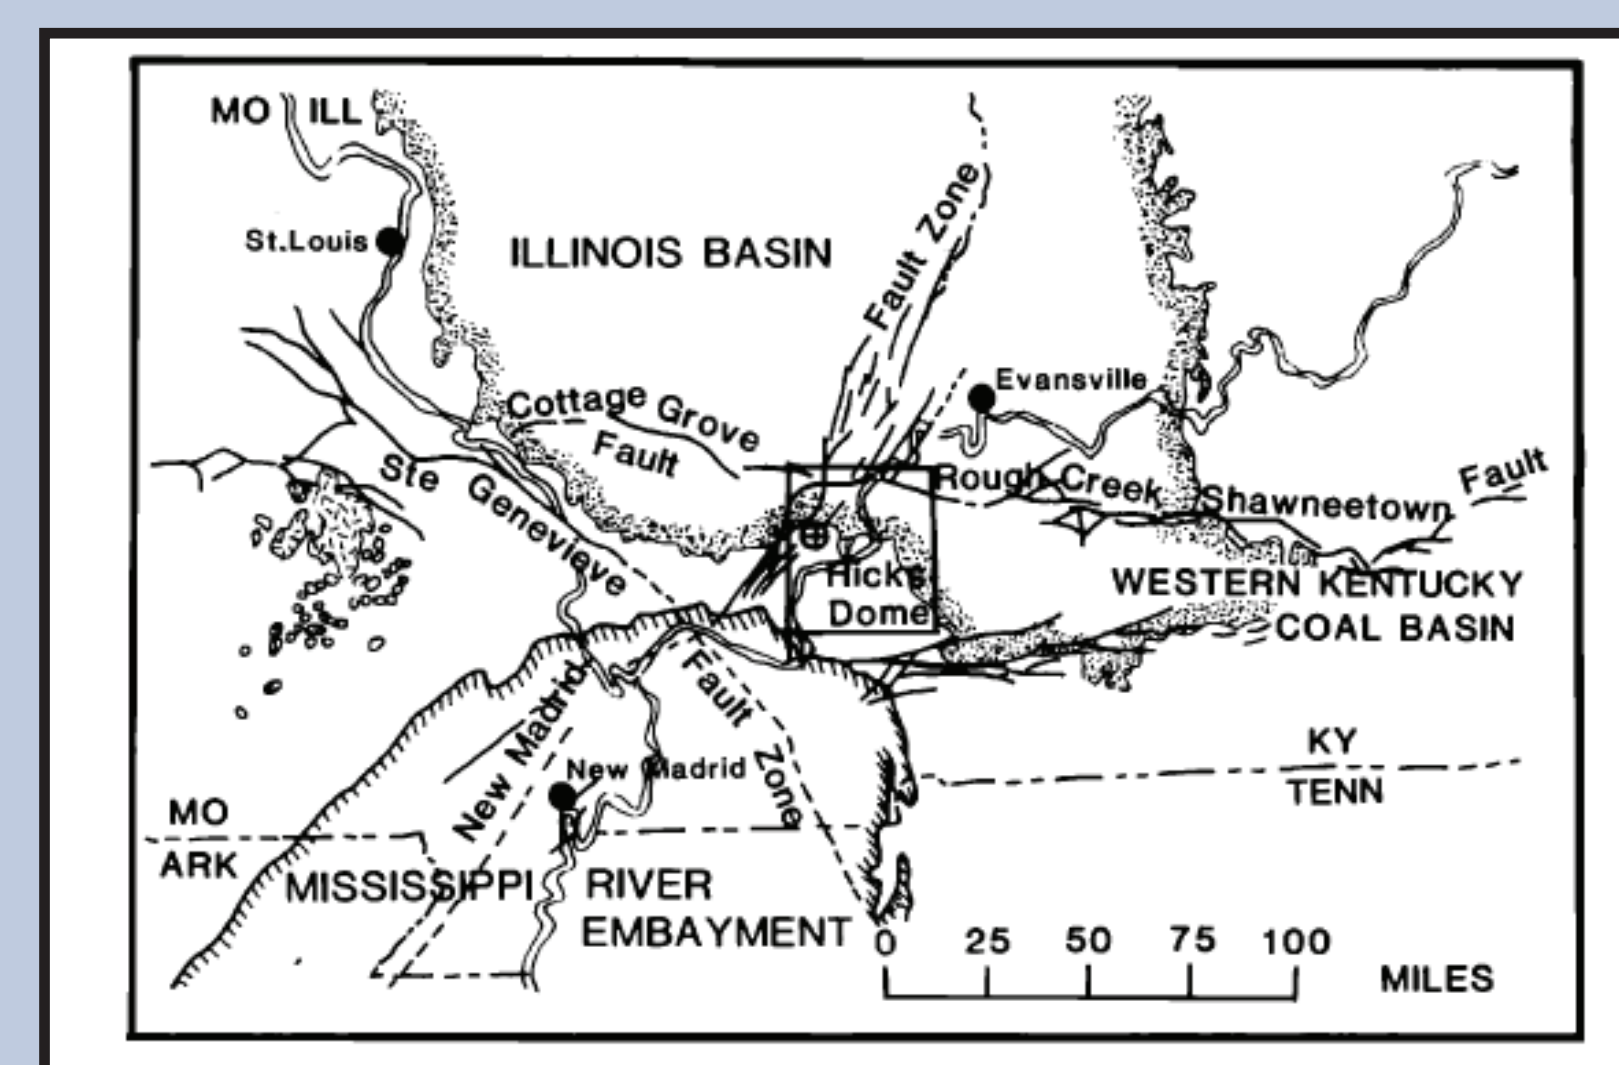 MO ILL
St.Louis
ILLINOIS BASIN
Fault Zone
Evansville
Cottage Grove
Fault
Ste Genevieve
Rough Creek Shawneetown Fault
Hicks
Dome
WESTERN KENTUCKY
COAL BASIN
New Madrid
Fault Zone
New Madrid
KY
TENN
MO
ARK
MISSISSIPPI RIVER
EMBAYMENT
0 25 50 75 100
MILES